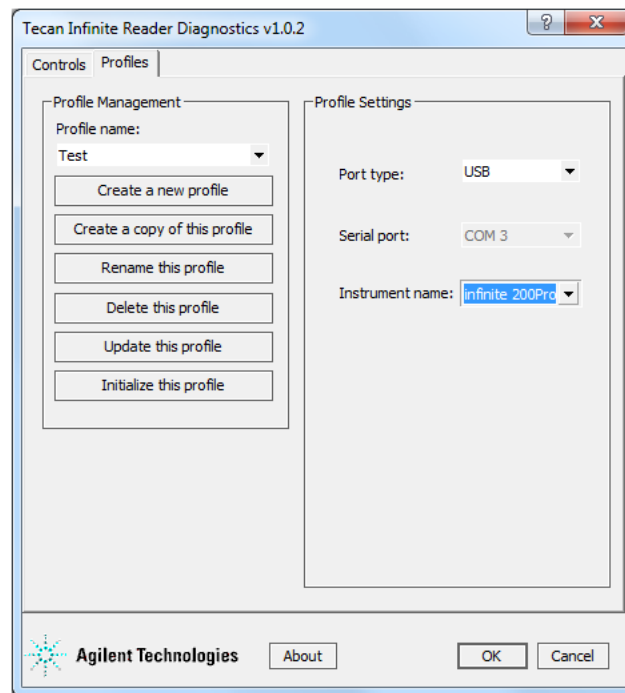 Tecan Infinite Reader Diagnostics v1.0.2
?
Controls
Profiles
Profile Management
Profile name:
Test
Create a new profile
Create a copy of this profile
Rename this profile
Delete this profile
Update this profile
Initialize this profile
Profile Settings
Port type:
USB
Serial port:
COM 3
Instrument name:
infinite 200Pro
Agilent Technologies
About
OK
Cancel